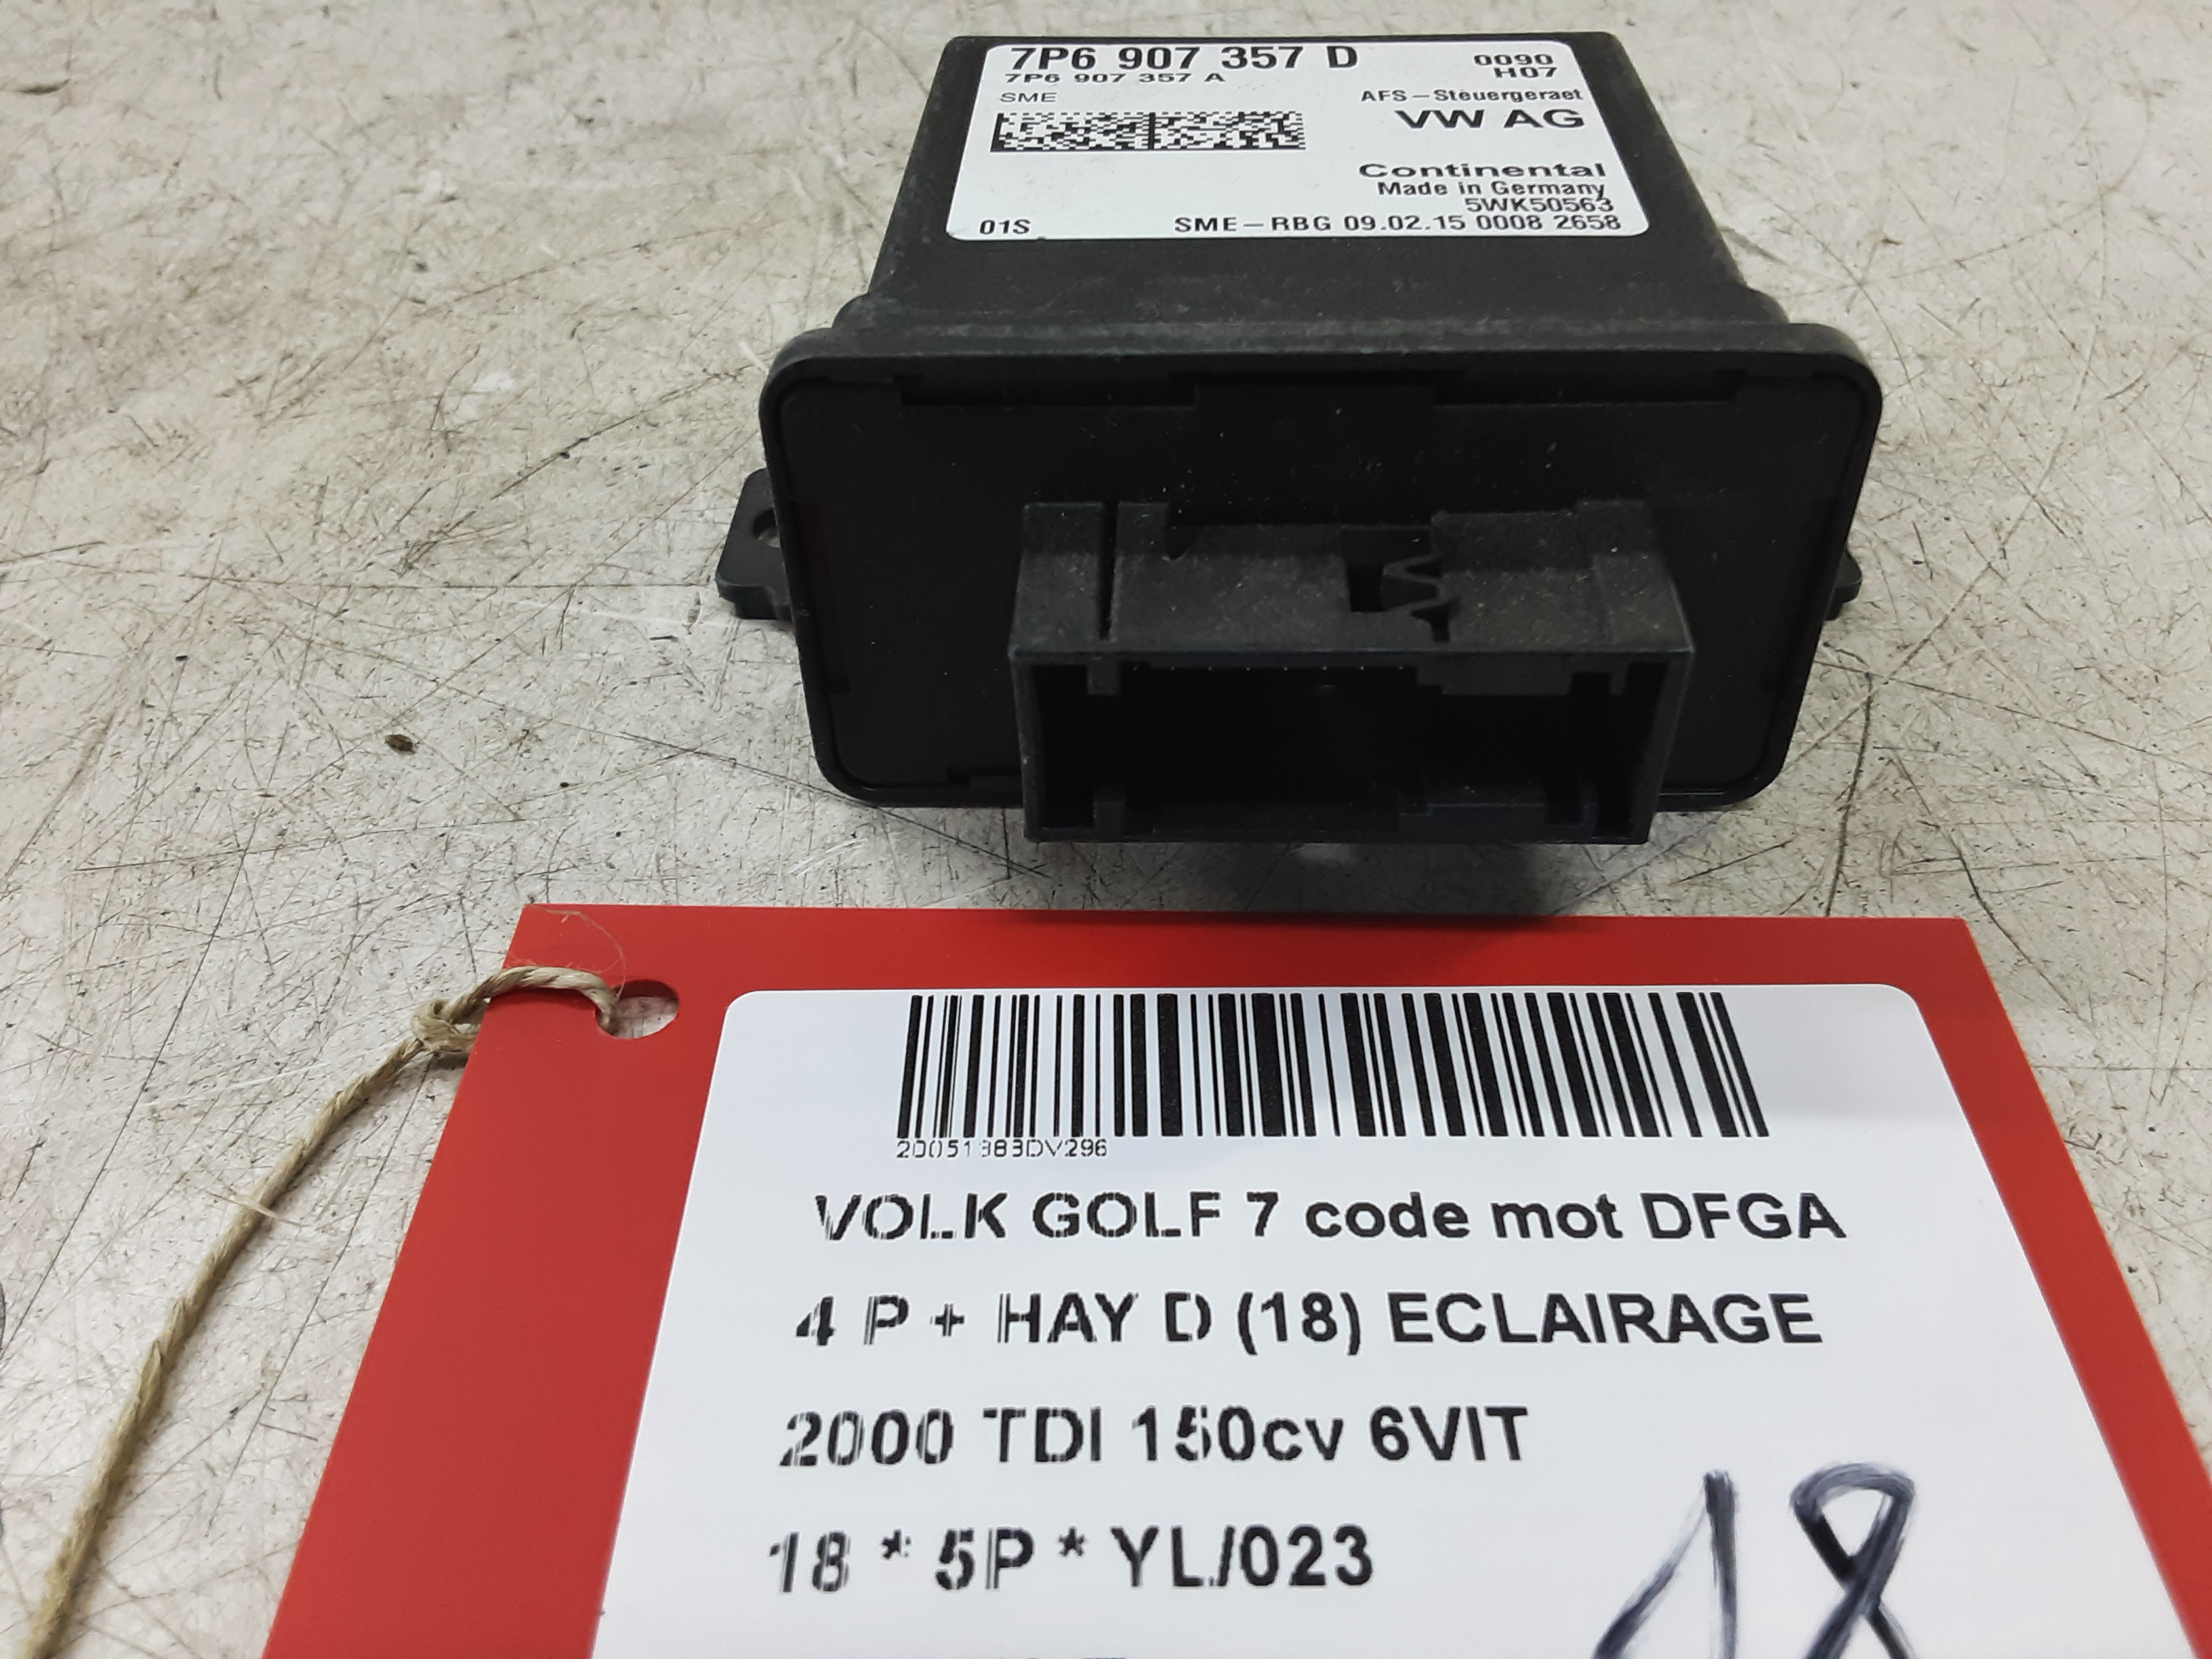 7P6 907 357 D
0090
7P6 907 357 A
H07
SME
AFS-Steuergeraet
VW AG
Continental
Made in Germany
5WK50563
01S
SME-RBG 09.02.15 0008 2658
20051983DV296
VOLK GOLF 7 code mot DFGA
4 P + HAY D (18) ECLAIRAGE
2000 TDI 150cv 6VIT
18 * 5P * YL/023
18